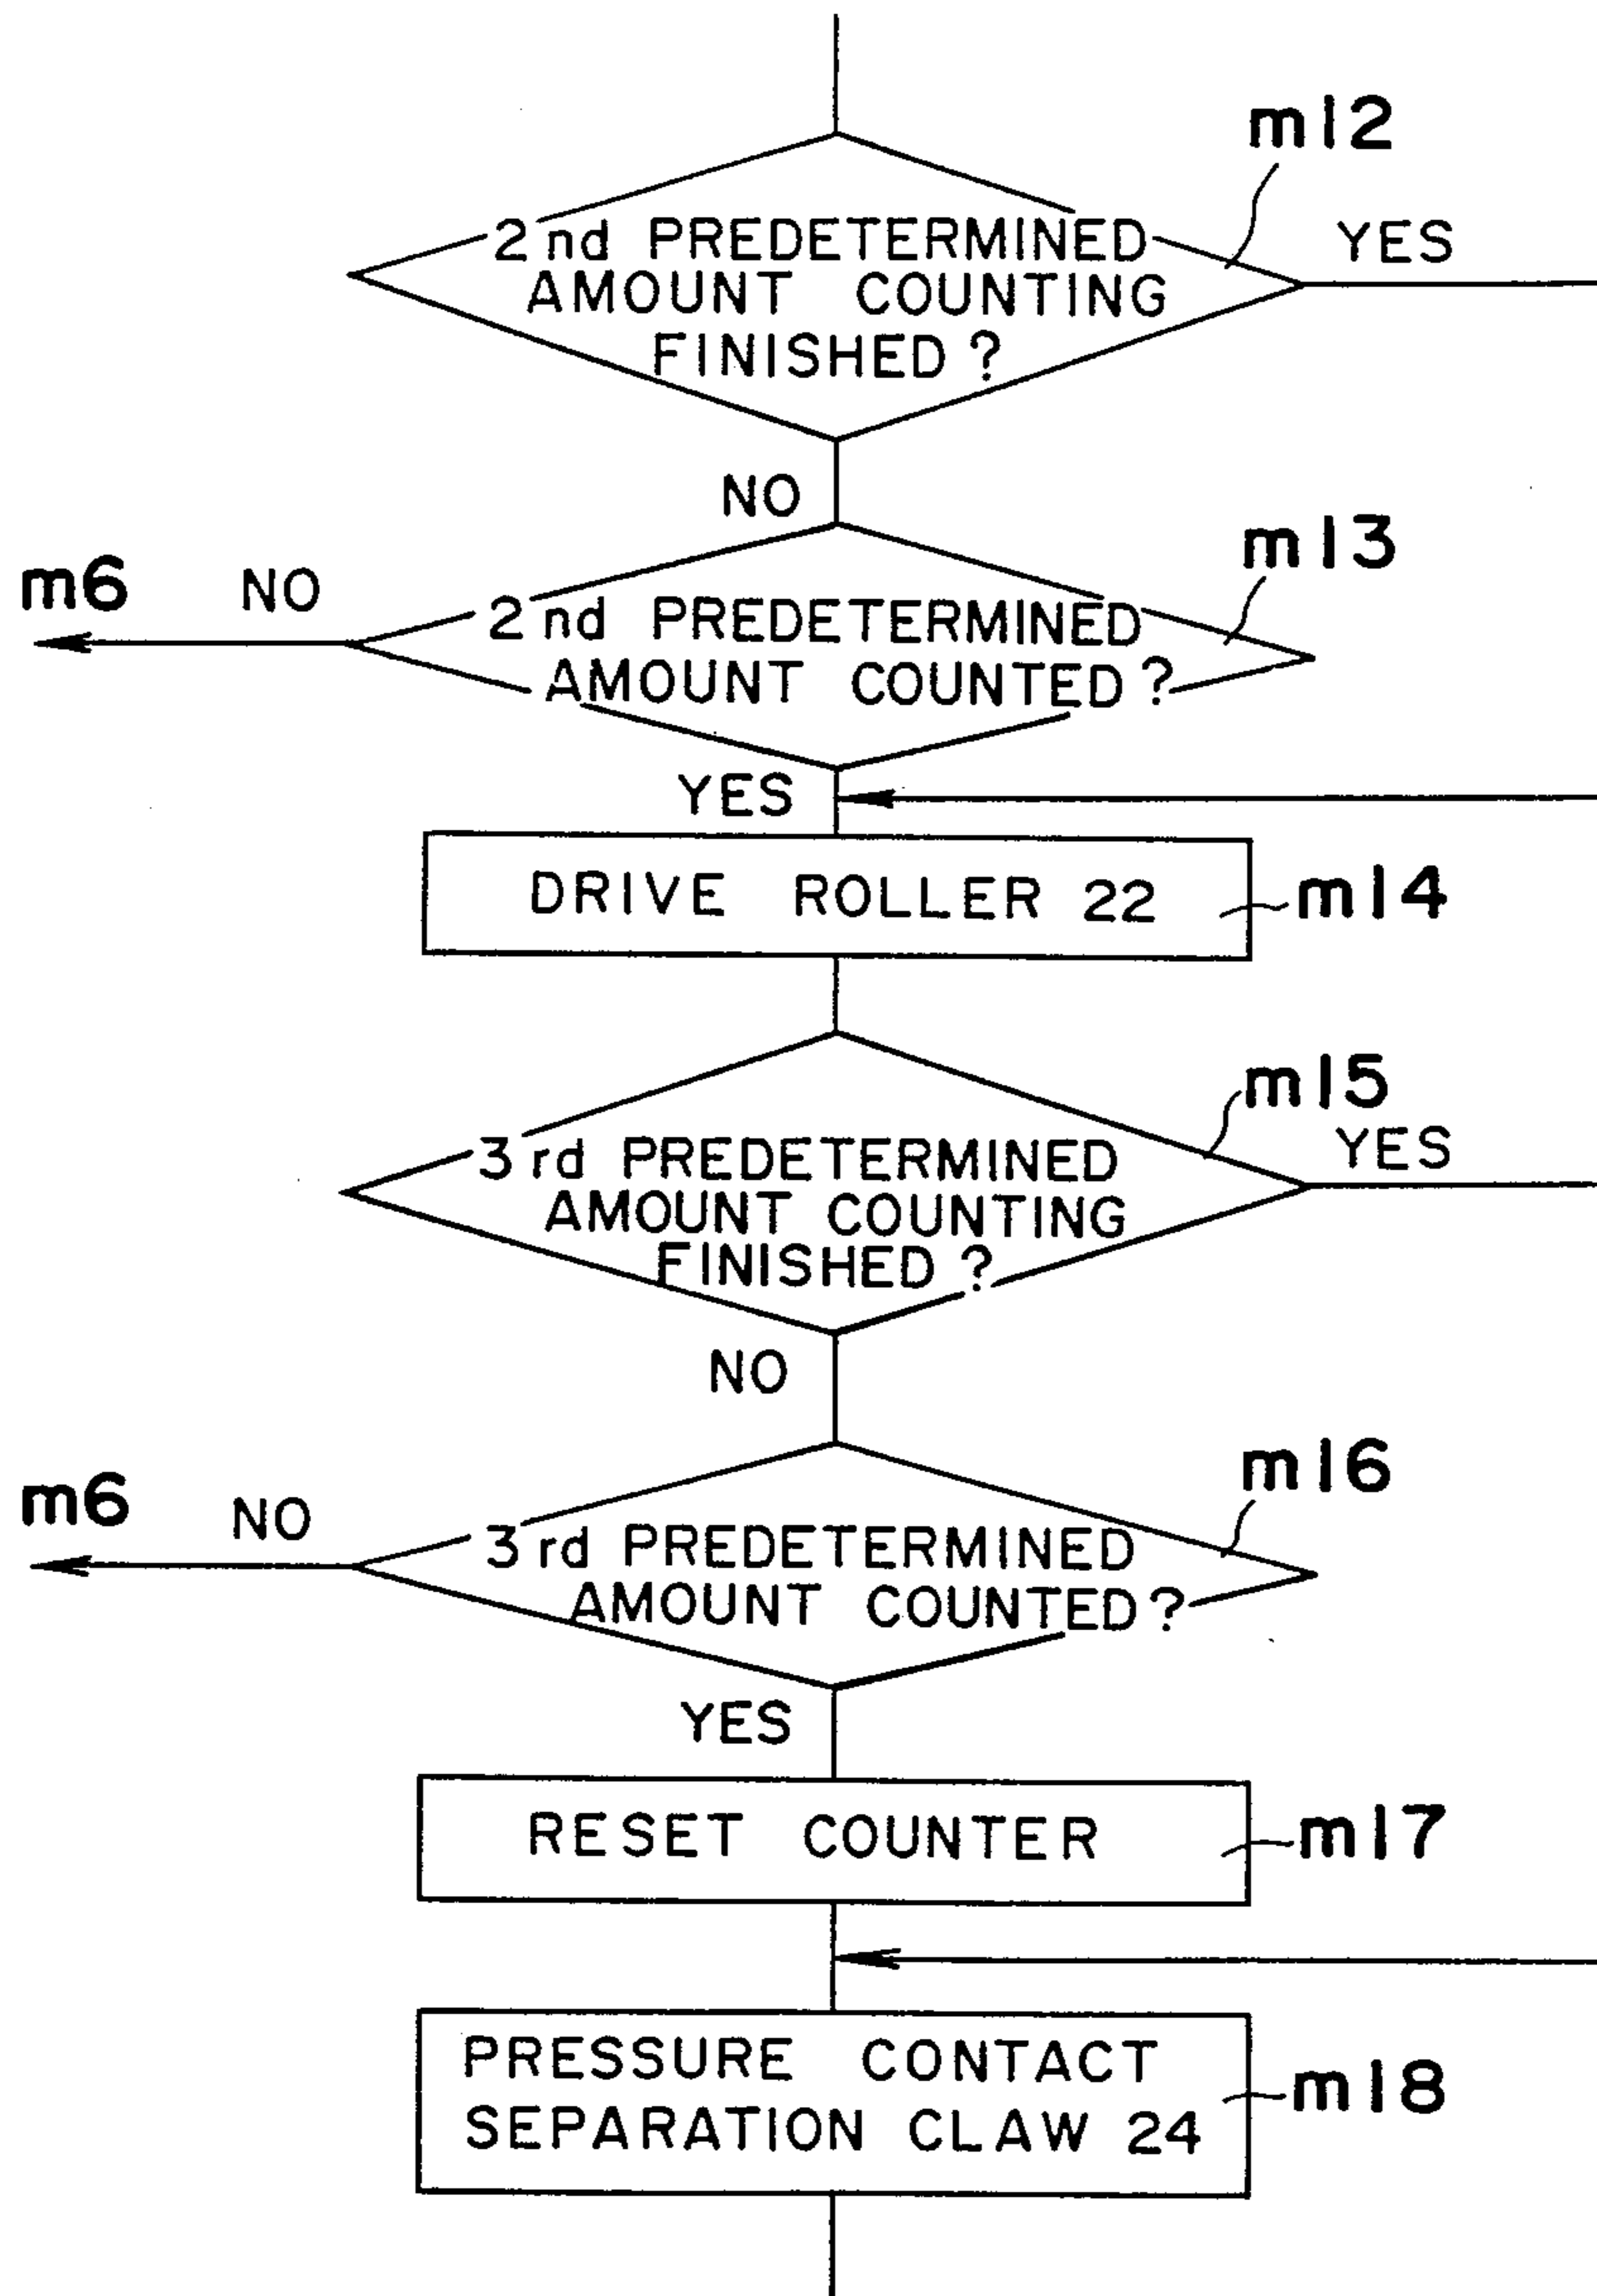 m12
2nd PREDETERMINED
AMOUNT COUNTING
FINISHED?
YES
NO
m13
m6
NO
2nd PREDETERMINED
AMOUNT COUNTED?
YES
DRIVE ROLLER 22
m14
m15
YES
3rd PREDETERMINED
AMOUNT COUNTING
FINISHED?
NO
m16
m6
NO
3rd PREDETERMINED
AMOUNT COUNTED?
YES
RESET COUNTER
m17
PRESSURE CONTACT
SEPARATION CLAW 24
m18